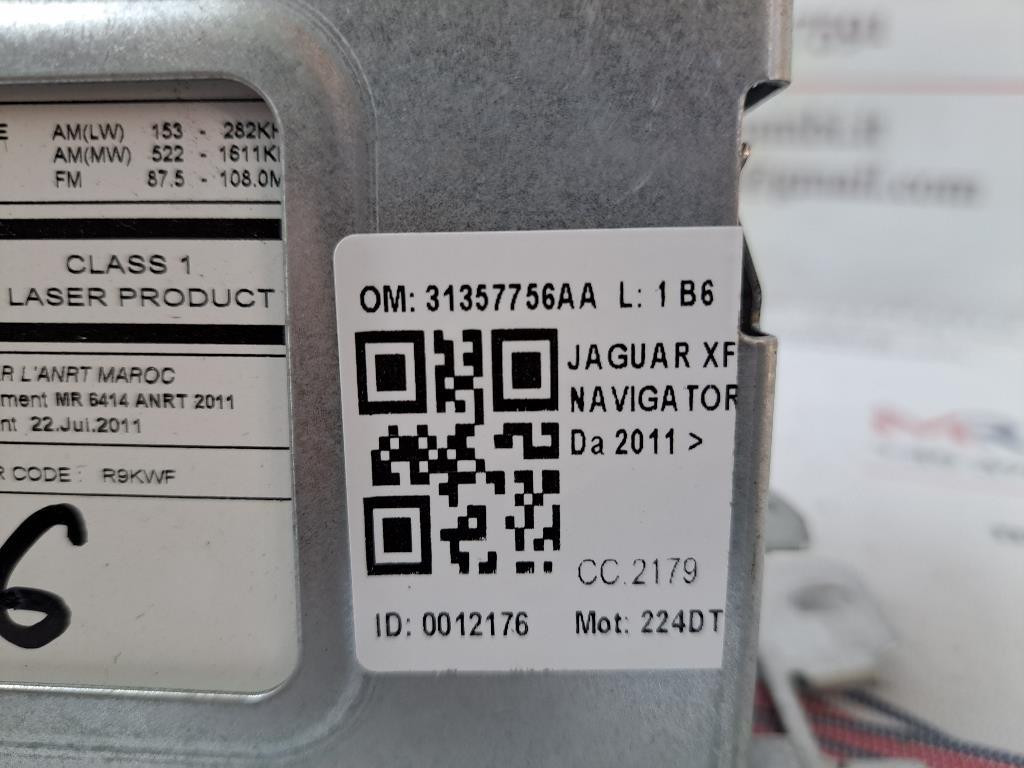 E AM(LW) 153 - 282KH
AM(MW) 522 - 1611K
FM 87.5 - 108.0M
CLASS 1
LASER PRODUCT
R L'ANRT MAROC
ment MR 6414 ANRT 2011
nt 22.Jul.2011
R CODE : R9KWF
6
OM: 31357756AA L: 1 B6
JAGUAR XF
NAVIGATOR
Da 2011 >
CC.2179
ID: 0012176 Mot: 224DT
gmail.com